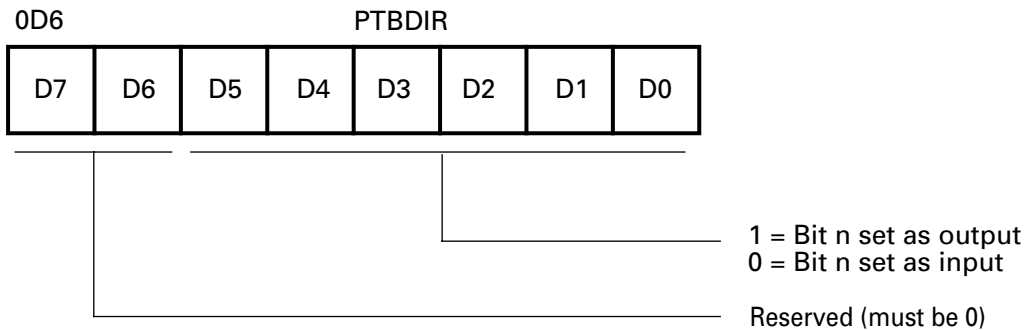 0D6 PTBDIR
D7 D6 D5 D4 D3 D2 D1 D0
1 = Bit n set as output
0 = Bit n set as input
Reserved (must be 0)